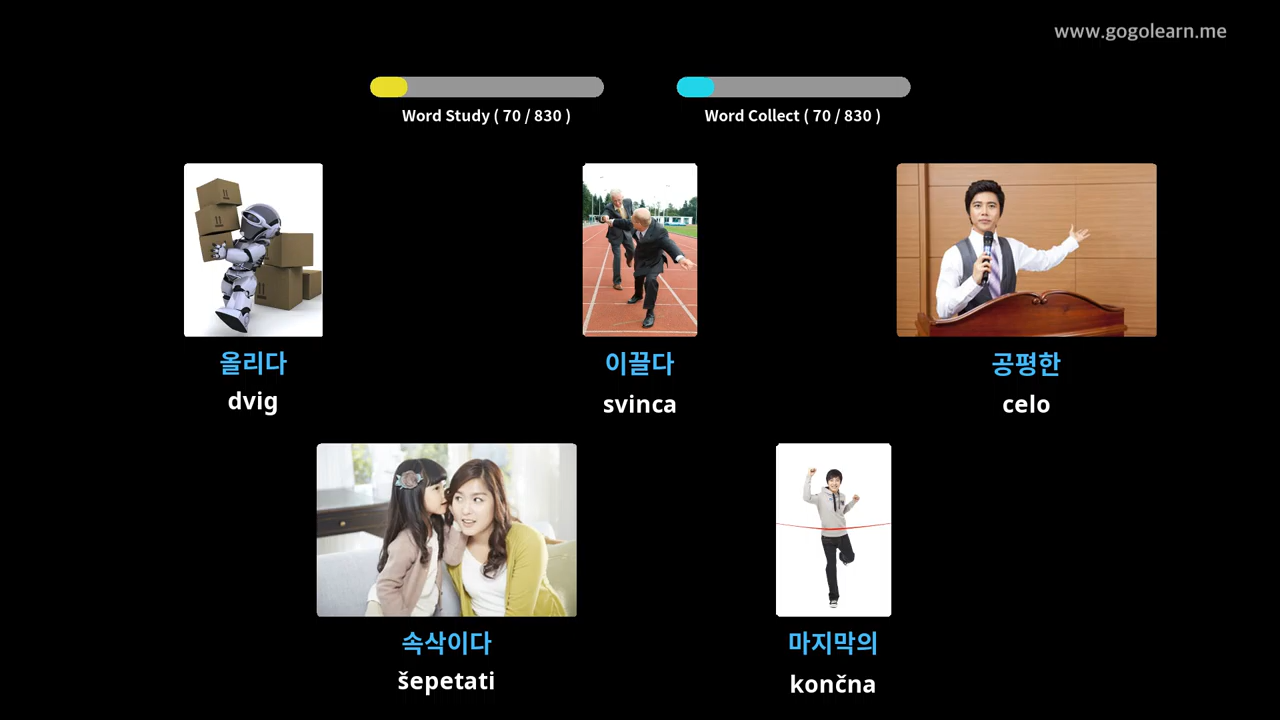 www.gogolearn.me
Word Study ( 70 / 830 )
Word Collect ( 70 / 830 )
올리다
dvig
이끌다
svinca
공평한
celo
속삭이다
šepetati
마지막의
končna